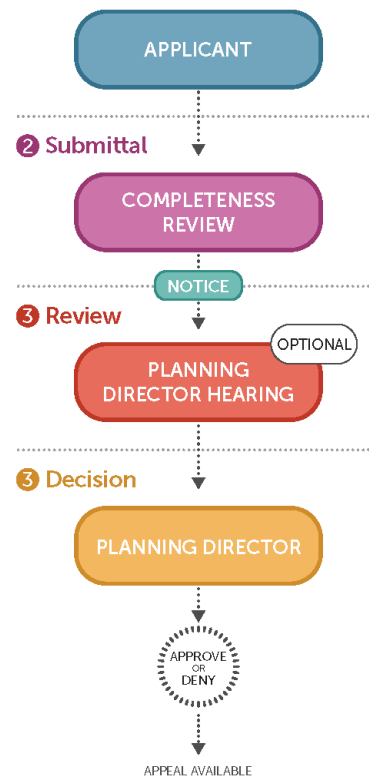 APPLICANT
2 Submittal
COMPLETENESS
REVIEW
NOTICE
3 Review
OPTIONAL
PLANNING
DIRECTOR HEARING
3 Decision
PLANNING DIRECTOR
APPROVE
OR
DENY
APPEAL AVAILABLE